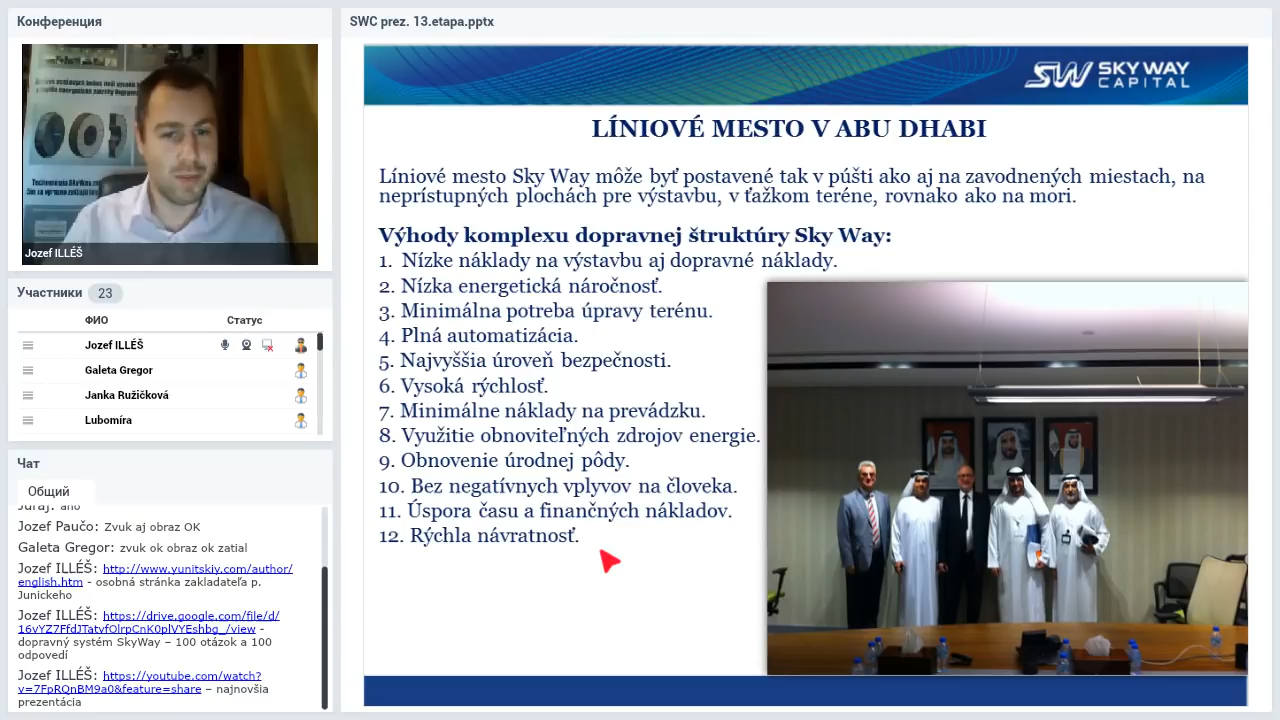 Конференция
Jozef ILLÉŠ
Участники 23
ФИО Статус
Jozef ILLÉŠ
Galeta Gregor
Janka Ružičková
Lubomíra
Чат
Общий
Juraj: áno
Jozef Paučo: Zvuk aj obraz OK
Galeta Gregor: zvuk ok obraz ok zatial
Jozef ILLÉŠ: http://www.yunitskiy.com/author/
english.htm - osobná stránka zakladateľa p.
Junickeho
Jozef ILLÉŠ: https://drive.google.com/file/d/
16vYZ7FfdJTatvfOlrpCnK0plVYEshbg_/view -
dopravný systém SkyWay – 100 otázok a 100
odpovedí
Jozef ILLÉŠ: https://youtube.com/watch?
v=7FpRQnBM9a0&feature=share – najnovšia
prezentácia
SWC prez. 13.etapa.pptx
SW SKY WAY
CAPITAL
LÍNIOVÉ MESTO V ABU DHABI
Líniové mesto Sky Way môže byť postavené tak v púšti ako aj na zavodnených miestach, na
neprístupných plochách pre výstavbu, v ťažkom teréne, rovnako ako na mori.
Výhody komplexu dopravnej štruktúry Sky Way:
1. Nízke náklady na výstavbu aj dopravné náklady.
2. Nízka energetická náročnosť.
3. Minimálna potreba úpravy terénu.
4. Plná automatizácia.
5. Najvyššia úroveň bezpečnosti.
6. Vysoká rýchlosť.
7. Minimálne náklady na prevádzku.
8. Využitie obnoviteľných zdrojov energie.
9. Obnovenie úrodnej pôdy.
10. Bez negatívnych vplyvov na človeka.
11. Úspora času a finančných nákladov.
12. Rýchla návratnosť.